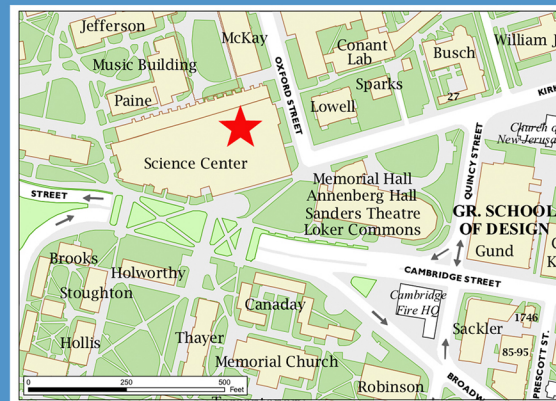 Jefferson
McKay
Conant
Lab
Busch
William J
Music Building
OXFORD STREET
Sparks
Paine
Lowell
27
KIRK
Church
New Jerusa
QUINCY STREET
Science Center
Memorial Hall
Annenberg Hall
Sanders Theatre
Loker Commons
STREET
GR. SCHOOL
OF DESIGN
Gund
Brooks
Holworthy
Stoughton
CAMBRIDGE STREET
Canaday
Cambridge
Fire HQ
Sackler
1746
Hollis
Thayer
85-95
PRESCOTT ST.
Memorial Church
Robinson
BROADW
0 250 500
Feet